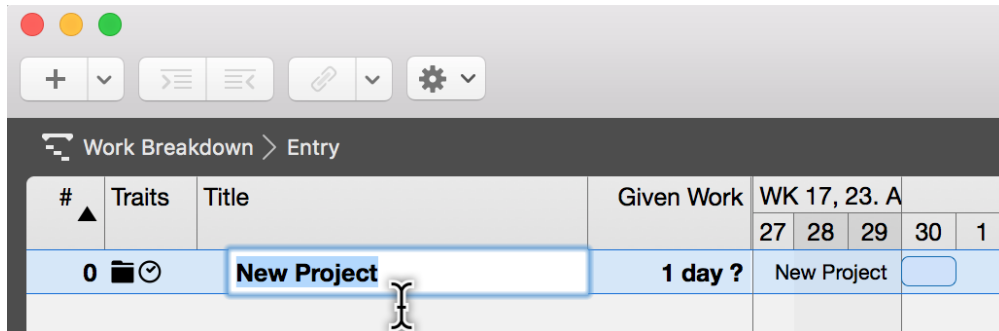 Work Breakdown > Entry
# Traits Title Given Work WK 17, 23. A
27 28 29 30 1
0 New Project 1 day ? New Project